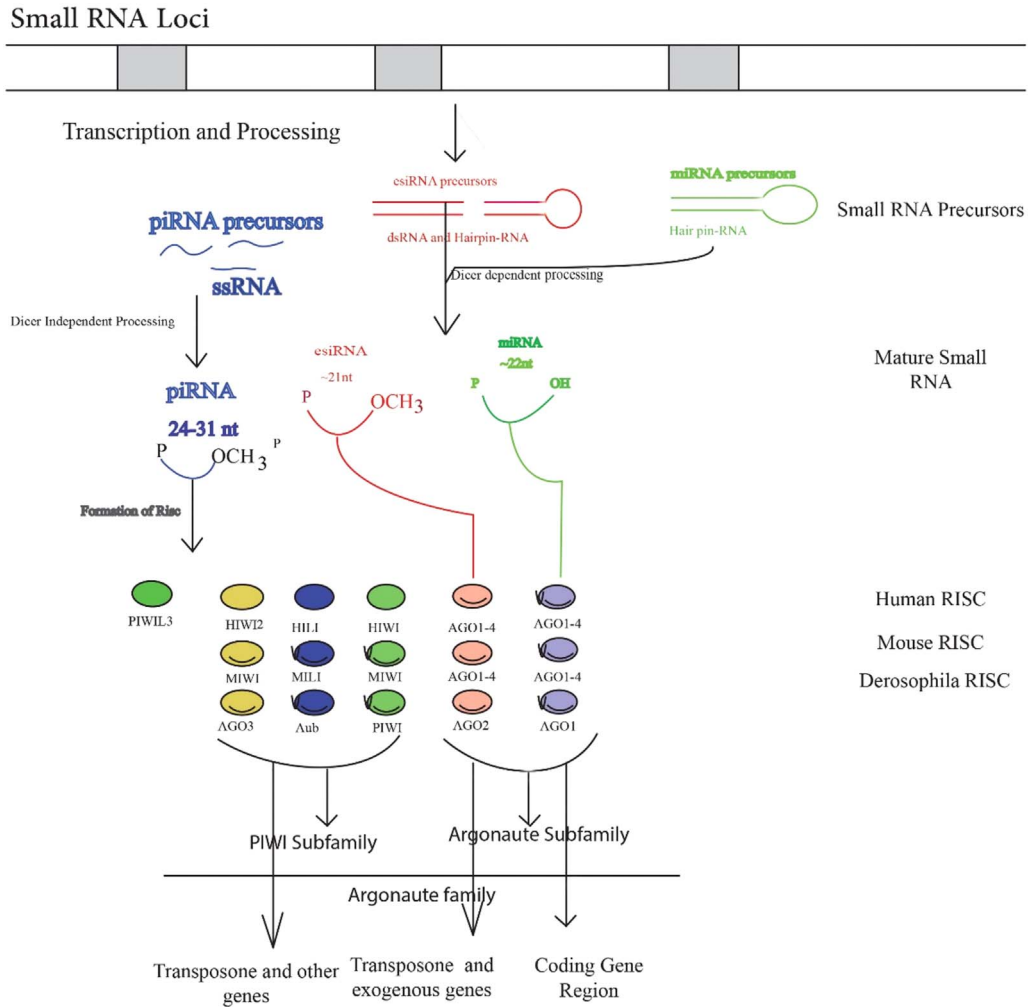 Small RNA Loci
Transcription and Processing
esiRNA precursors
miRNA precursors
piRNA precursors
Small RNA Precursors
dsRNA and Hairpin-RNA
Hair pin-RNA
ssRNA
Dicer dependent processing
Dicer Independent Processing
esiRNA
~21nt
miRNA
~22nt
Mature Small
RNA
piRNA
24-31 nt
P
OCH3
P
OH
P
OCH3
P
Formation of Risc
Human RISC
PIWIL3
HIWI2
HILI
HIWI
AGO1-4
AGO1-4
Mouse RISC
MIWI
MILI
MIWI
AGO1-4
AGO1-4
Derosophila RISC
AGO3
Aub
PIWI
AGO2
AGO1
PIWI Subfamily
Argonaute Subfamily
Argonaute family
Transposone and other
genes
Transposone and
exogenous genes
Coding Gene
Region